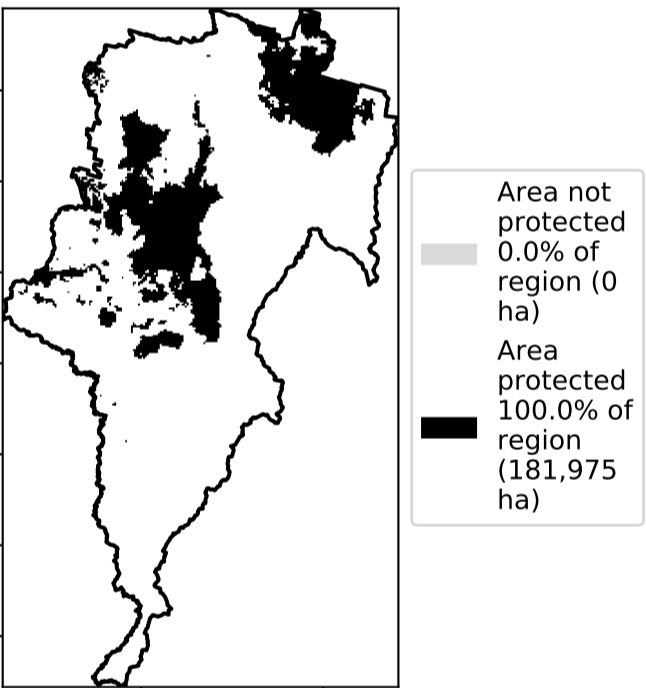 Area not
protected
0.0% of
region (0
ha)
Area
protected
100.0% of
region
(181,975
ha)